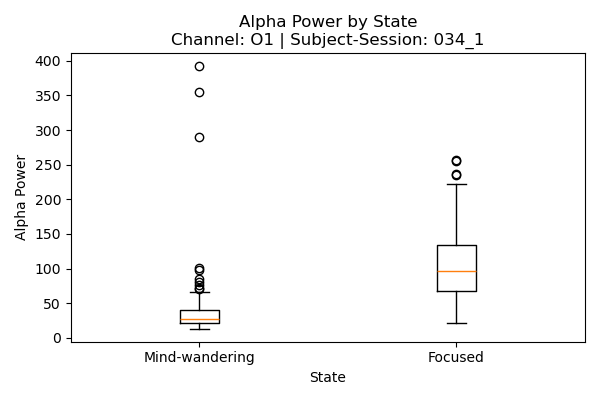 Alpha Power by State
Channel: O1 | Subject-Session: 034_1
400
350
300
250
200
150
100
50
0
Alpha Power
Mind-wandering
Focused
State